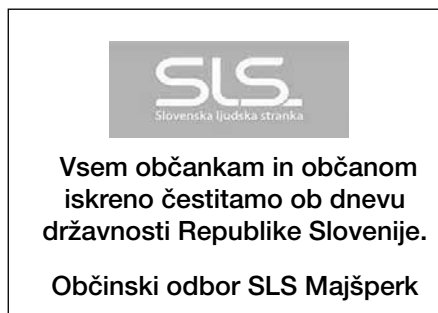 SLS
Slovenska ljudska stranka
Vsem občankam in občanom
iskreno čestitamo ob dnevu
državnosti Republike Slovenije.
Občinski odbor SLS Majšperk